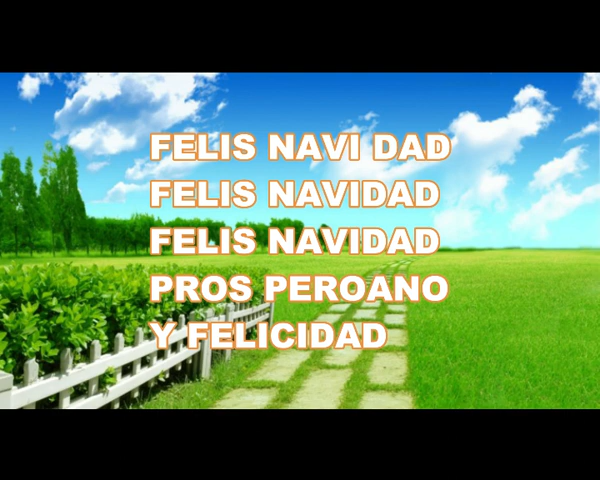 FELIS NAVI DAD
FELIS NAVIDAD
FELIS NAVIDAD
PROS PEROANO
Y FELICIDAD